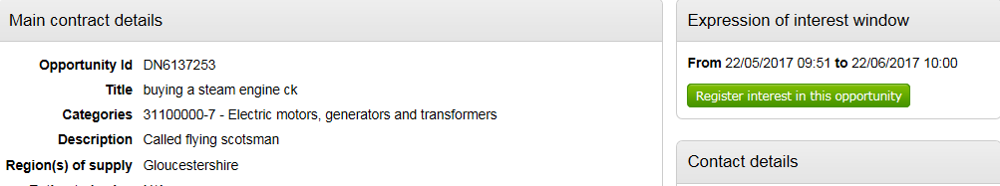 Main contract details
Opportunity Id DN6137253
Title buying a steam engine ck
Categories 31100000-7 - Electric motors, generators and transformers
Description Called flying scotsman
Region(s) of supply Gloucestershire
Expression of interest window
From 22/05/2017 09:51 to 22/06/2017 10:00
Register interest in this opportunity
Contact details